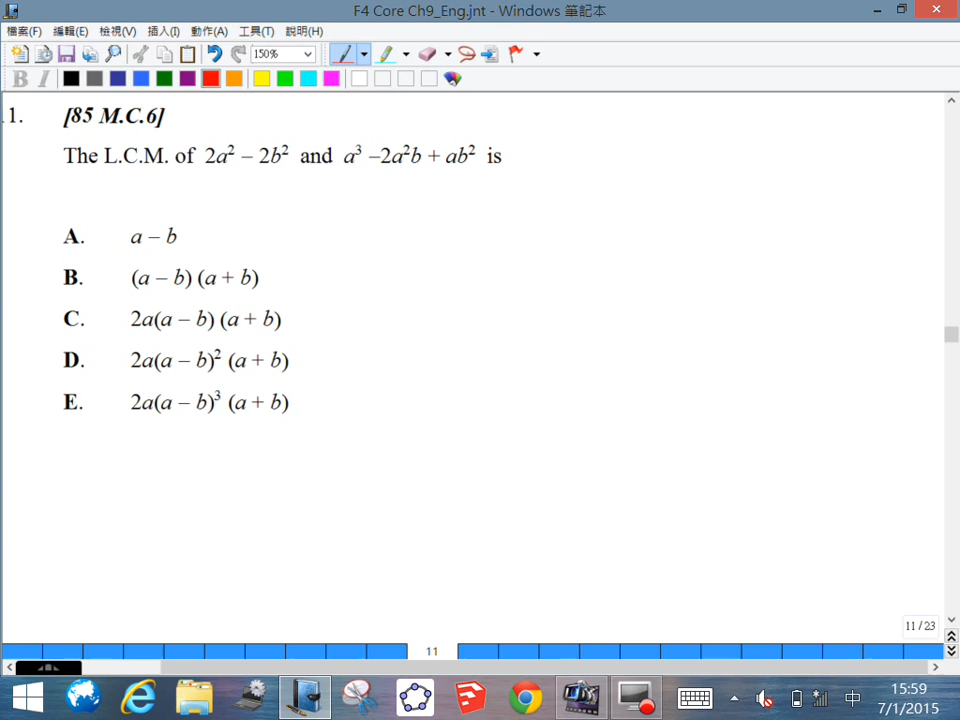 F4 Core Ch9_Eng.jnt - Windows 筆記本
檔案(F) 編輯(E) 檢視(V) 插入(I) 動作(A) 工具(T) 說明(H)
150%
B I
1. [85 M.C.6]
The L.C.M. of 2a² – 2b² and a³ –2a²b + ab² is
A. a – b
B. (a – b) (a + b)
C. 2a(a – b) (a + b)
D. 2a(a – b)² (a + b)
E. 2a(a – b)³ (a + b)
11 / 23
11
中
15:59
7/1/2015